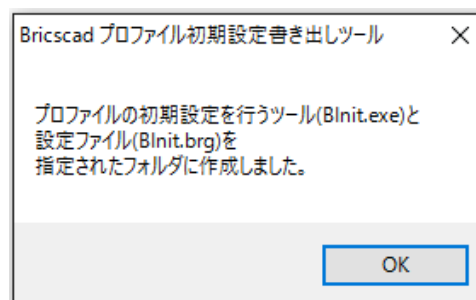 Bricscad プロファイル初期設定書き出しツール
プロファイルの初期設定を行うツール(BInit.exe)と
設定ファイル(BInit.brg)を
指定されたフォルダに作成しました。
OK